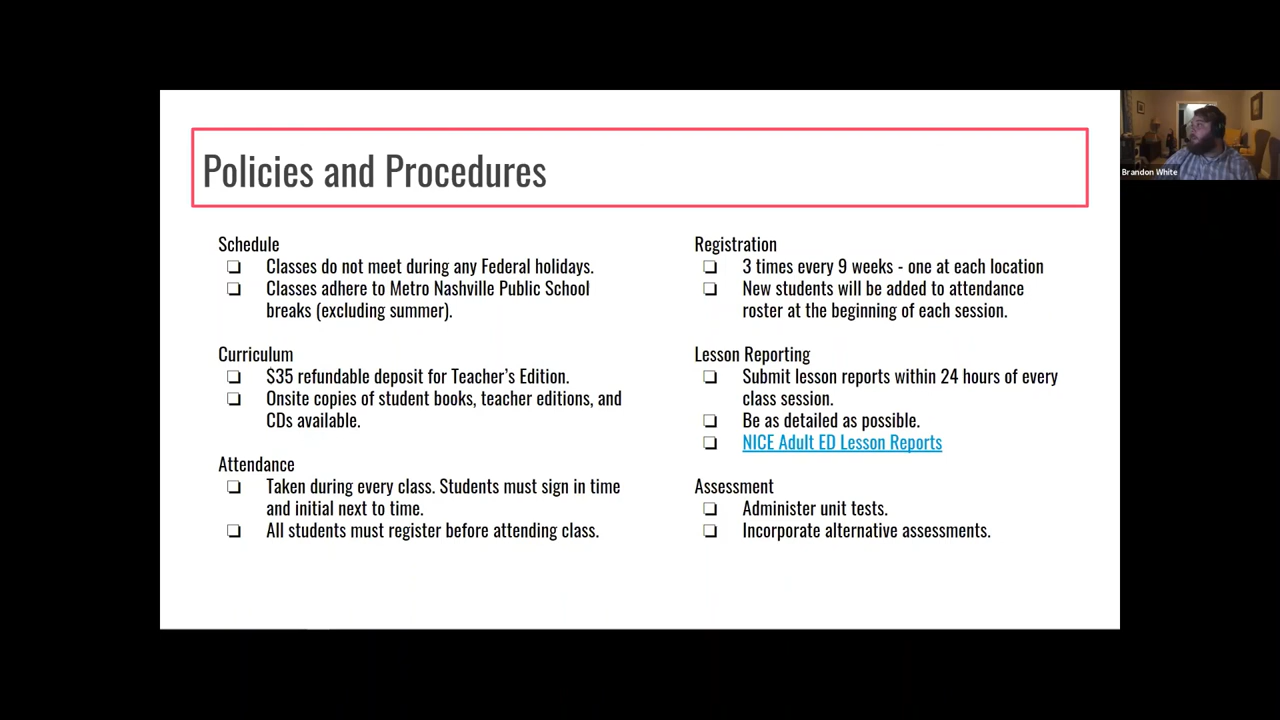 Policies and Procedures
Schedule
❏ Classes do not meet during any Federal holidays.
❏ Classes adhere to Metro Nashville Public School
breaks (excluding summer).
Curriculum
❏ $35 refundable deposit for Teacher’s Edition.
❏ Onsite copies of student books, teacher editions, and
CDs available.
Attendance
❏ Taken during every class. Students must sign in time
and initial next to time.
❏ All students must register before attending class.
Registration
❏ 3 times every 9 weeks - one at each location
❏ New students will be added to attendance
roster at the beginning of each session.
Lesson Reporting
❏ Submit lesson reports within 24 hours of every
class session.
❏ Be as detailed as possible.
❏ NICE Adult ED Lesson Reports
Assessment
❏ Administer unit tests.
❏ Incorporate alternative assessments.
Brandon White